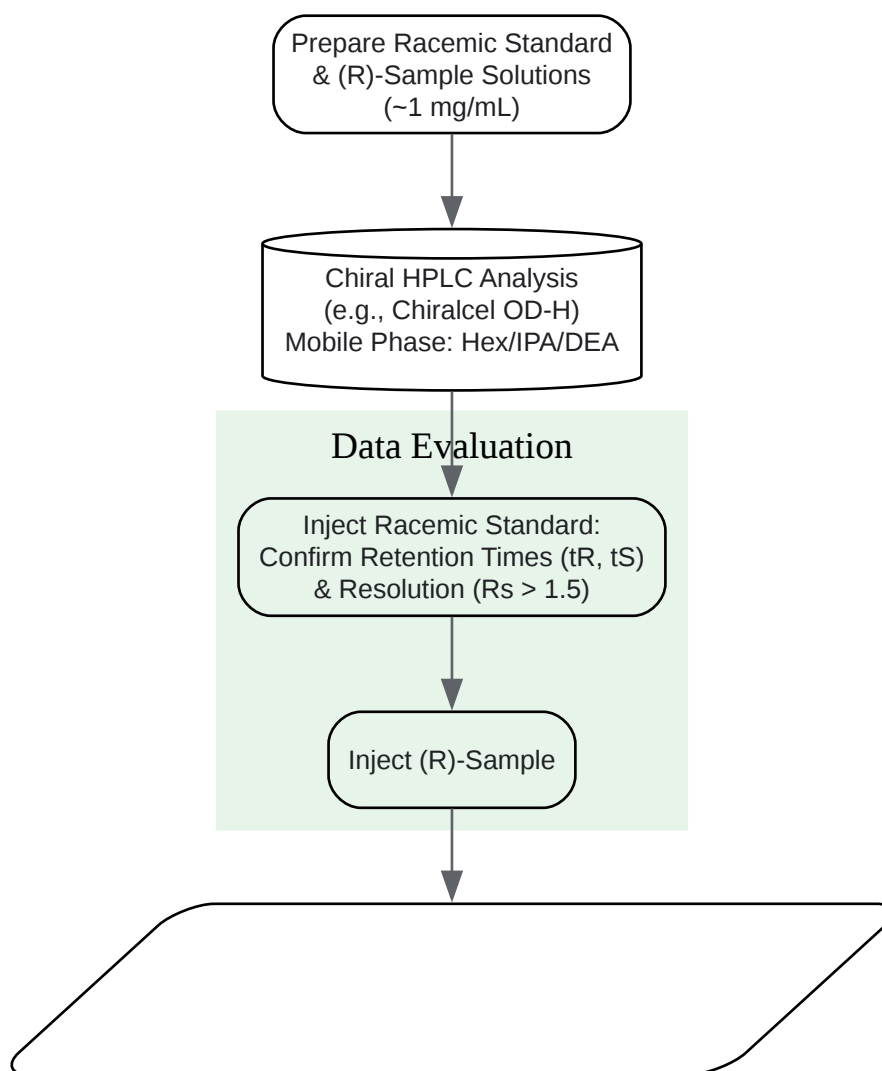 Prepare Racemic Standard
& (R)-Sample Solutions
(~1 mg/mL)
Chiral HPLC Analysis
(e.g., Chiralcel OD-H)
Mobile Phase: Hex/IPA/DEA
Data Evaluation
Inject Racemic Standard:
Confirm Retention Times (tR, tS)
& Resolution (Rs > 1.5)
Inject (R)-Sample